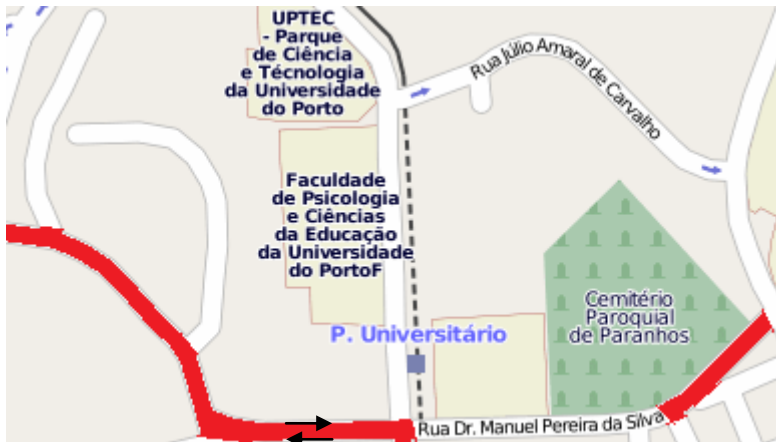 UPTEC
- Parque
de Ciência
e Técnologia
da Universidade
do Porto
Rua Júlio Amaral de Carvalho
Faculdade
de Psicologia
e Ciências
da Educação
da Universidade
do PortoF
Cemitério
Paroquial
de Paranhos
P. Universitário
Rua Dr. Manuel Pereira da Silva